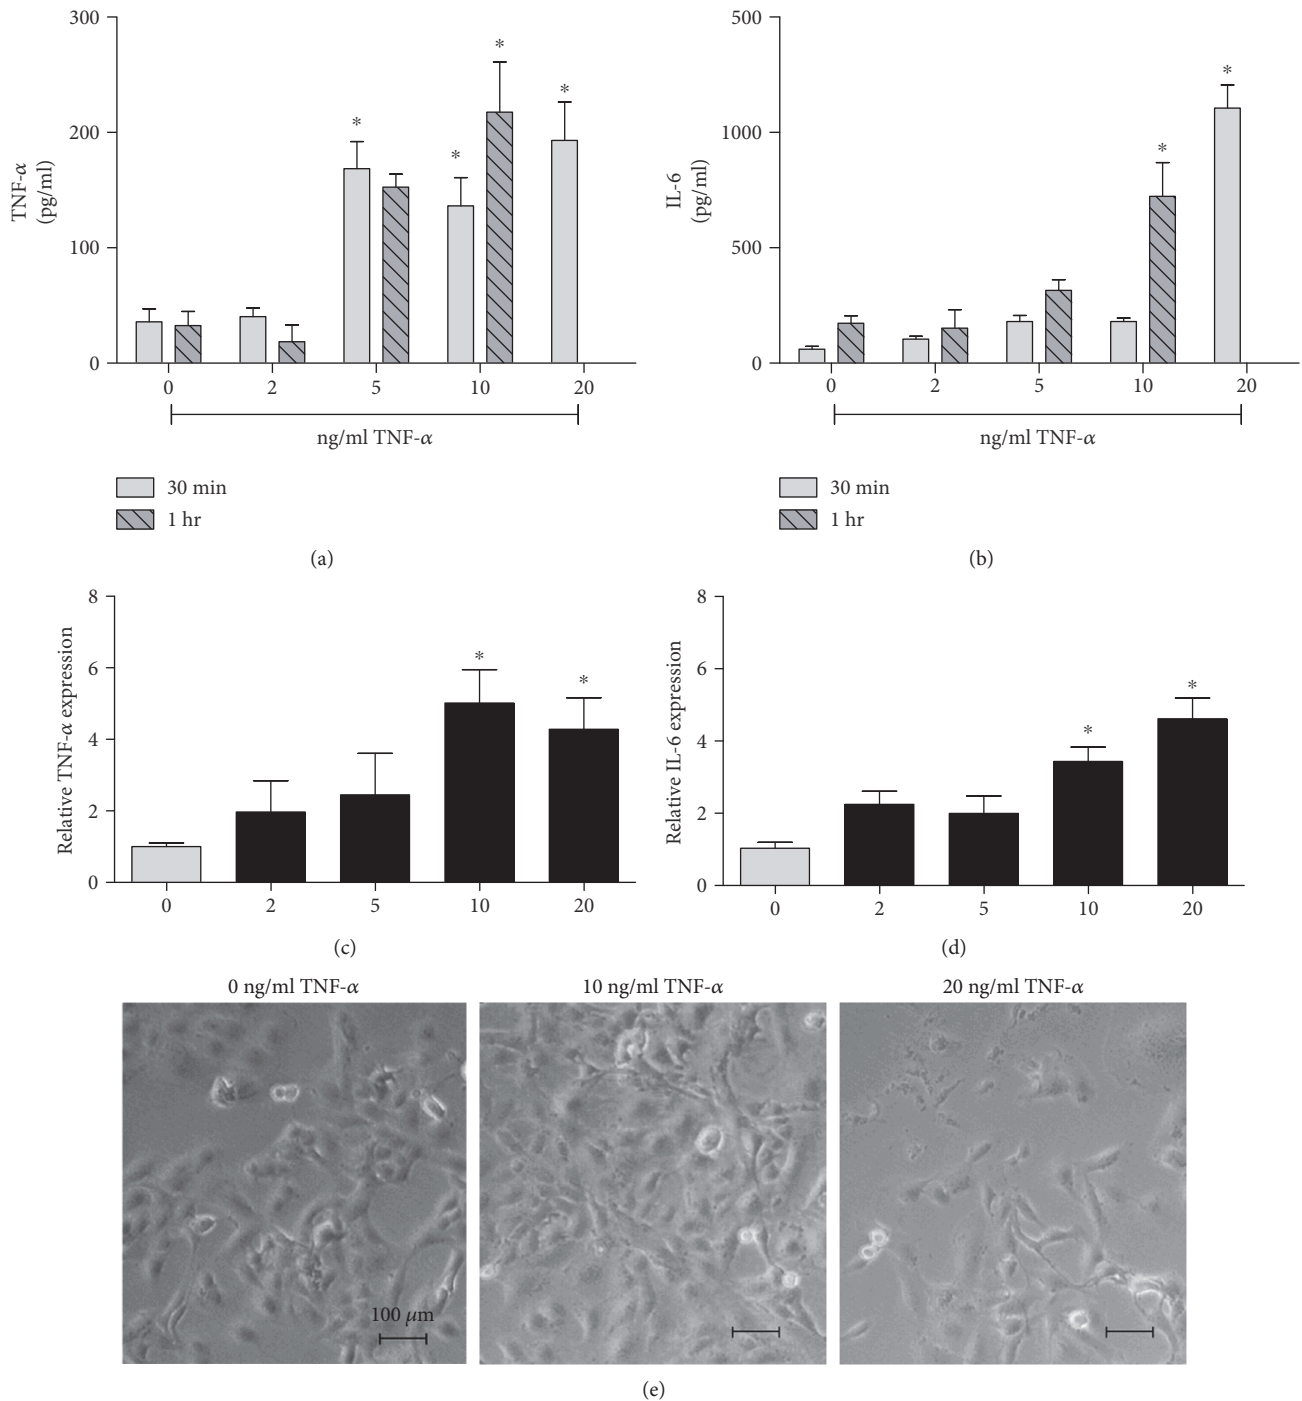 300
200
100
0
TNF-α
(pg/ml)
*
*
*
*
0 2 5 10 20
ng/ml TNF-α
30 min
1 hr
(a)
500
1000
500
0
IL-6
(pg/ml)
*
*
0 2 5 10 20
ng/ml TNF-α
30 min
1 hr
(b)
8
6
4
2
0
Relative TNF-α expression
*
*
0 2 5 10 20
(c)
8
6
4
2
0
Relative IL-6 expression
*
*
0 2 5 10 20
(d)
0 ng/ml TNF-α
10 ng/ml TNF-α
20 ng/ml TNF-α
100 μm
(e)